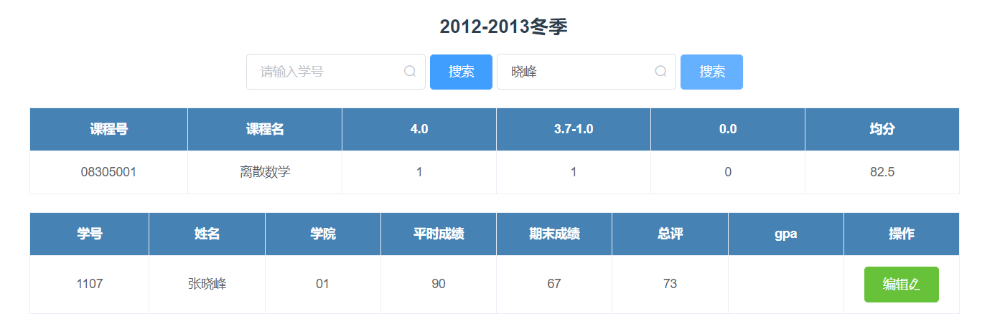 2012-2013冬季
请输入学号 搜索 晓峰 搜索
课程号 课程名 4.0 3.7-1.0 0.0 均分
08305001 离散数学 1 1 0 82.5
学号 姓名 学院 平时成绩 期末成绩 总评 gpa 操作
1107 张晓峰 01 90 67 73 编辑